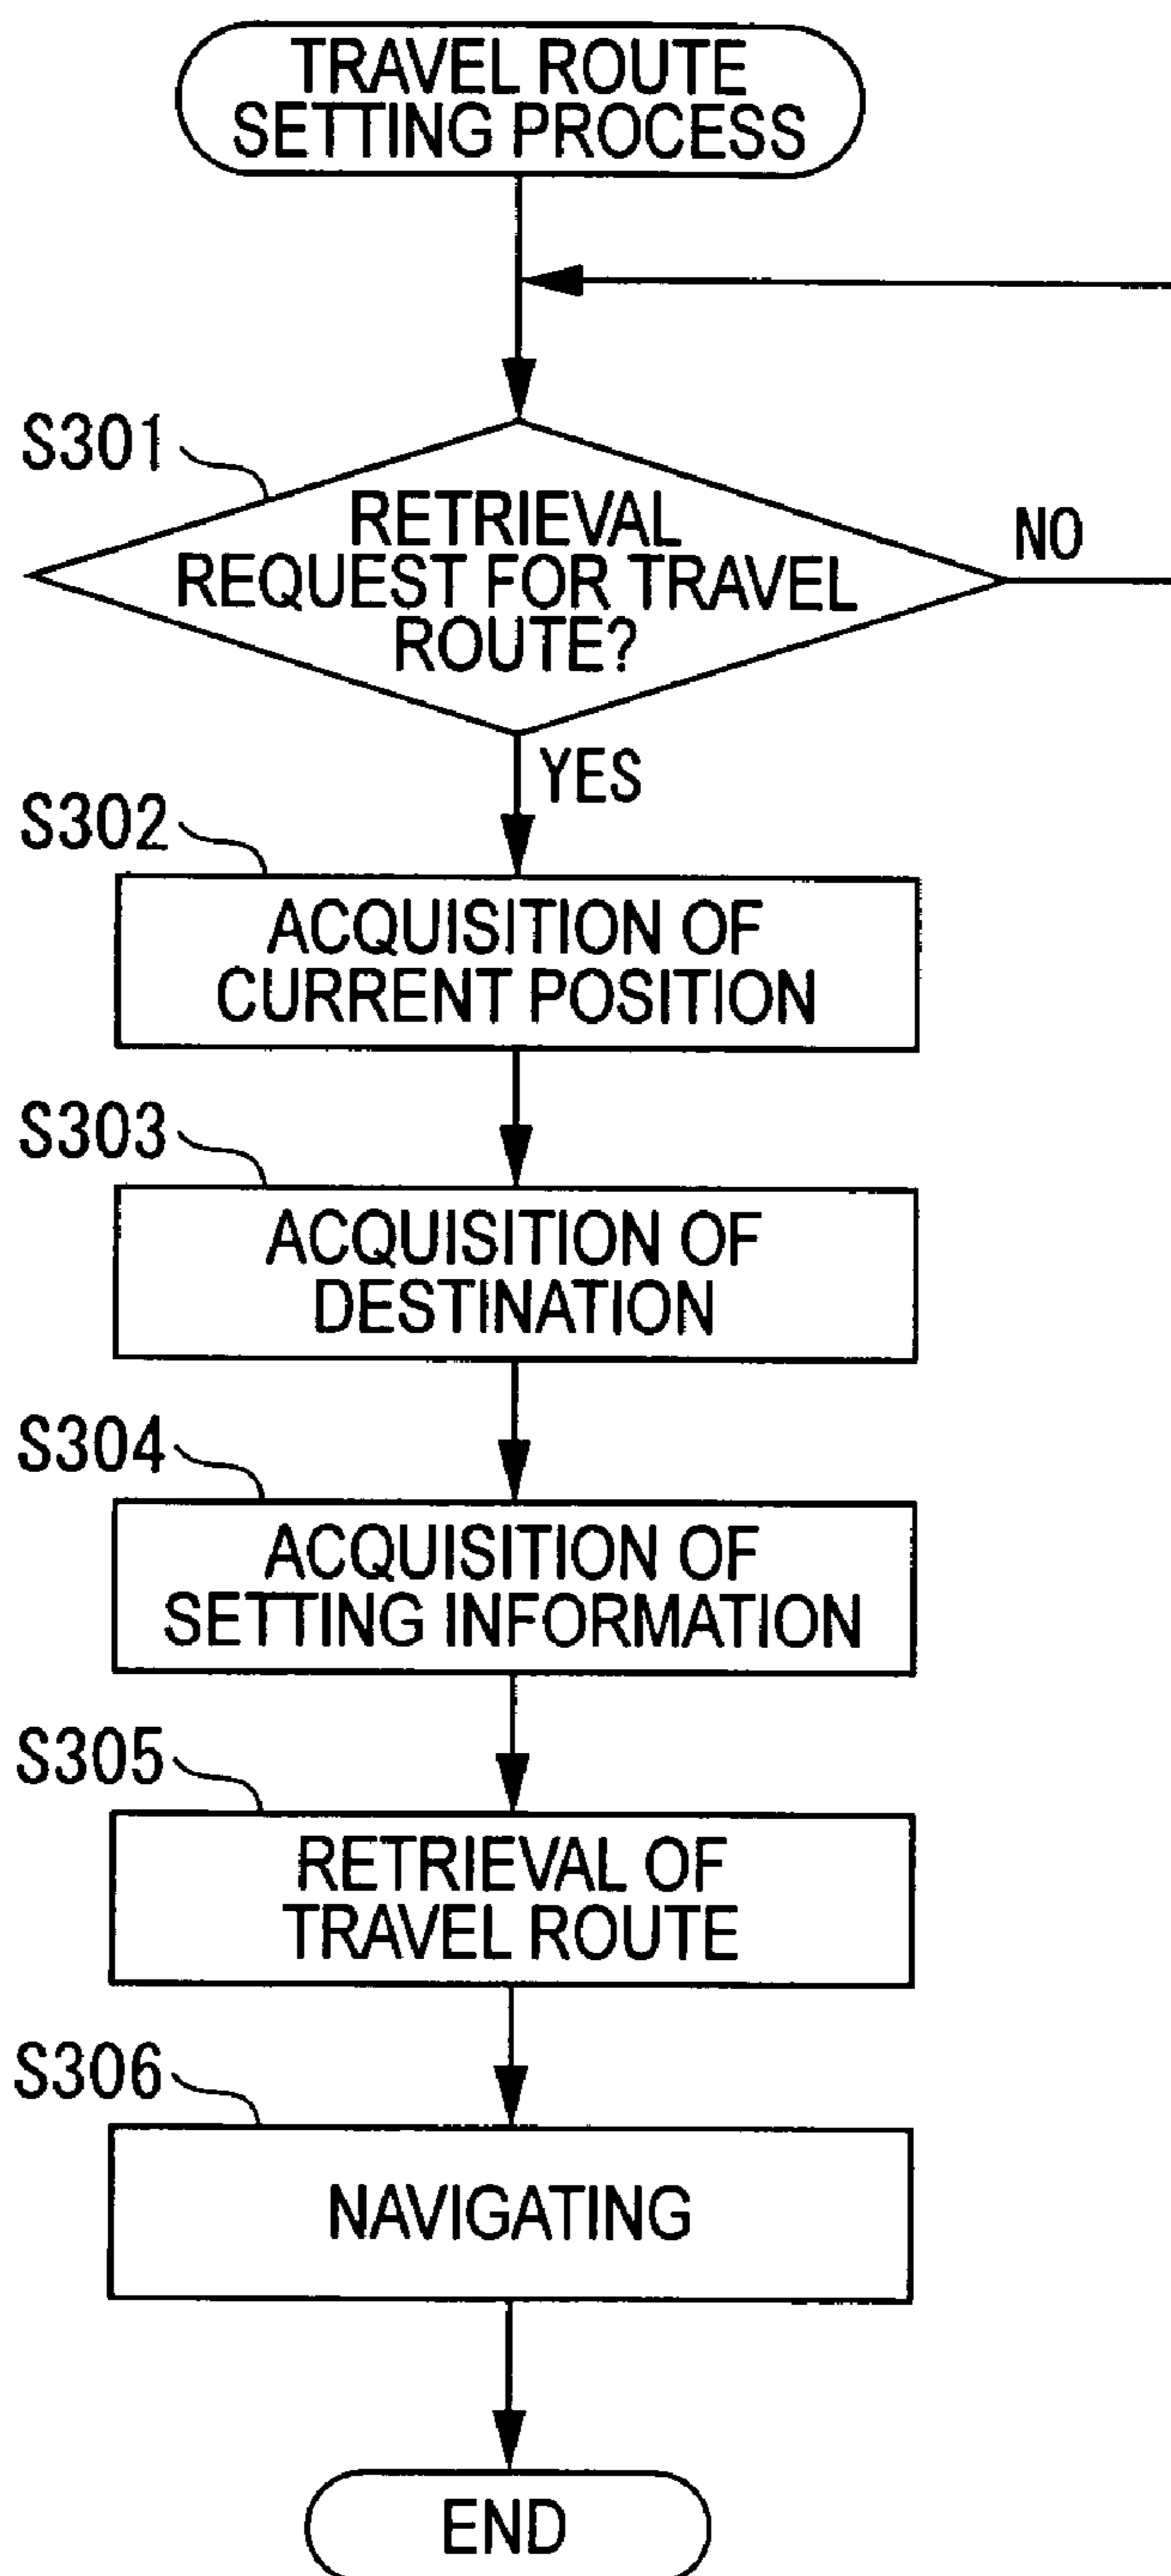 TRAVEL ROUTE
SETTING PROCESS
S301
RETRIEVAL
REQUEST FOR TRAVEL
ROUTE?
NO
YES
S302
ACQUISITION OF
CURRENT POSITION
S303
ACQUISITION OF
DESTINATION
S304
ACQUISITION OF
SETTING INFORMATION
S305
RETRIEVAL OF
TRAVEL ROUTE
S306
NAVIGATING
END